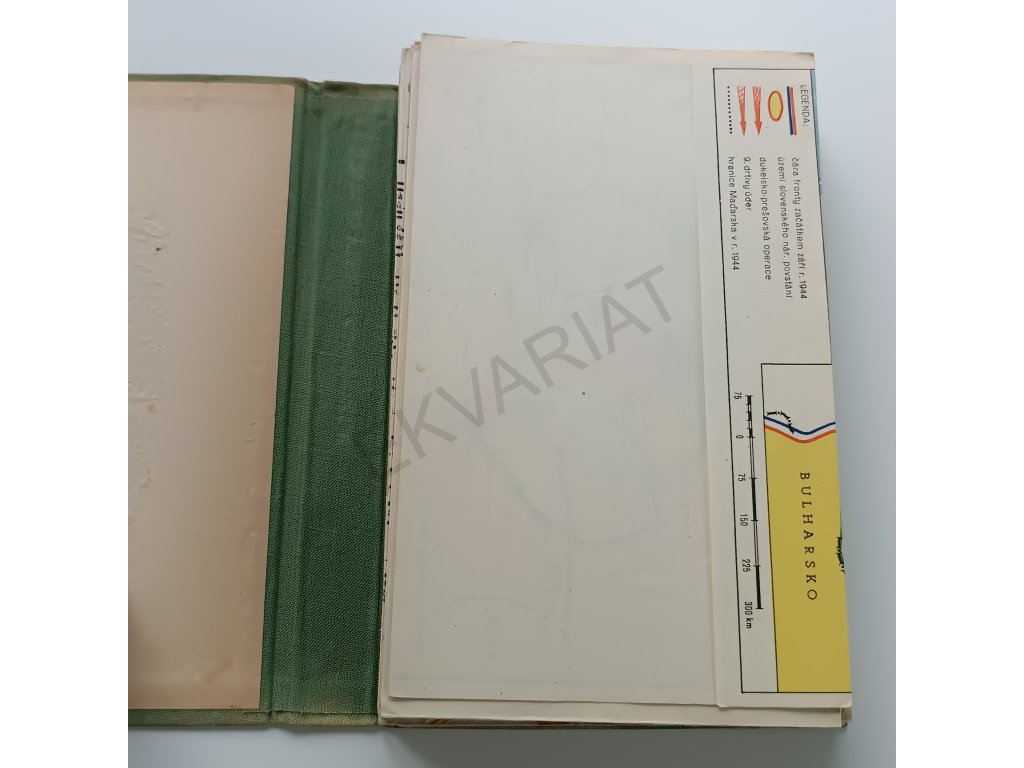 LEGENDA:
čára fronty začátkem září r. 1944
území slovenského nár. povstání
dukelsko-prešovská operace
9. drtivý úder
hranice Maďarska v r. 1944
75 0 75 150 225 300 km
BULHARSKO
EKVARIAT